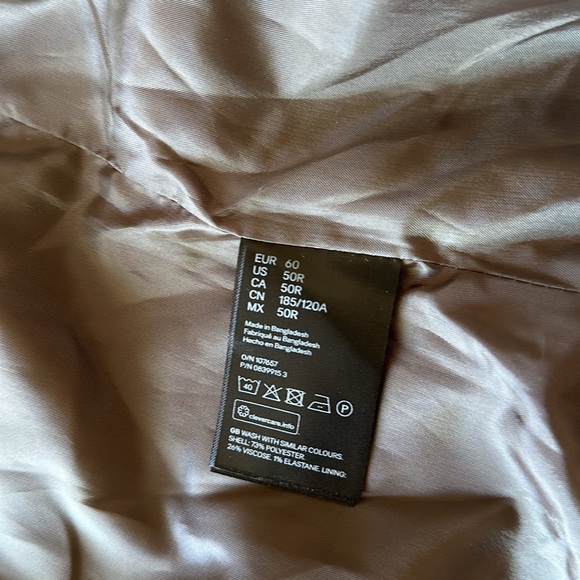 EUR 60
US 50R
CA 50R
CN 185/120A
MX 50R
Made in Bangladesh
Fabriqué au Bangladesh
Hecho en Bangladesh
O/N 107657
P/N 0839915 3
40 P
clevercare.info
GB WASH WITH SIMILAR COLOURS.
SHELL: 73% POLYESTER.
26% VISCOSE. 1% ELASTANE. LINING: